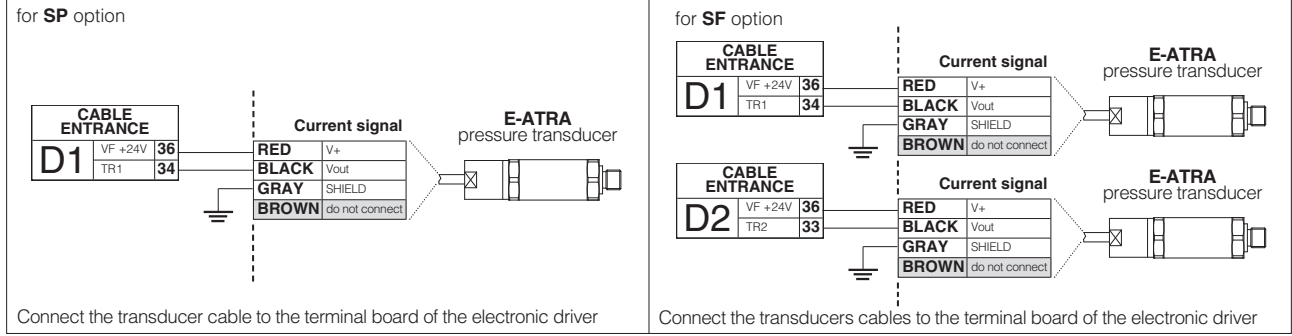 for SP option
CABLE
ENTRANCE
D1
VF +24V 36
TR1 34
Current signal
RED V+
BLACK Vout
GRAY SHIELD
BROWN do not connect
E-ATRA
pressure transducer
Connect the transducer cable to the terminal board of the electronic driver
for SF option
CABLE
ENTRANCE
D1
VF +24V 36
TR1 34
Current signal
RED V+
BLACK Vout
GRAY SHIELD
BROWN do not connect
E-ATRA
pressure transducer
CABLE
ENTRANCE
D2
VF +24V 36
TR2 33
Current signal
RED V+
BLACK Vout
GRAY SHIELD
BROWN do not connect
E-ATRA
pressure transducer
Connect the transducers cables to the terminal board of the electronic driver